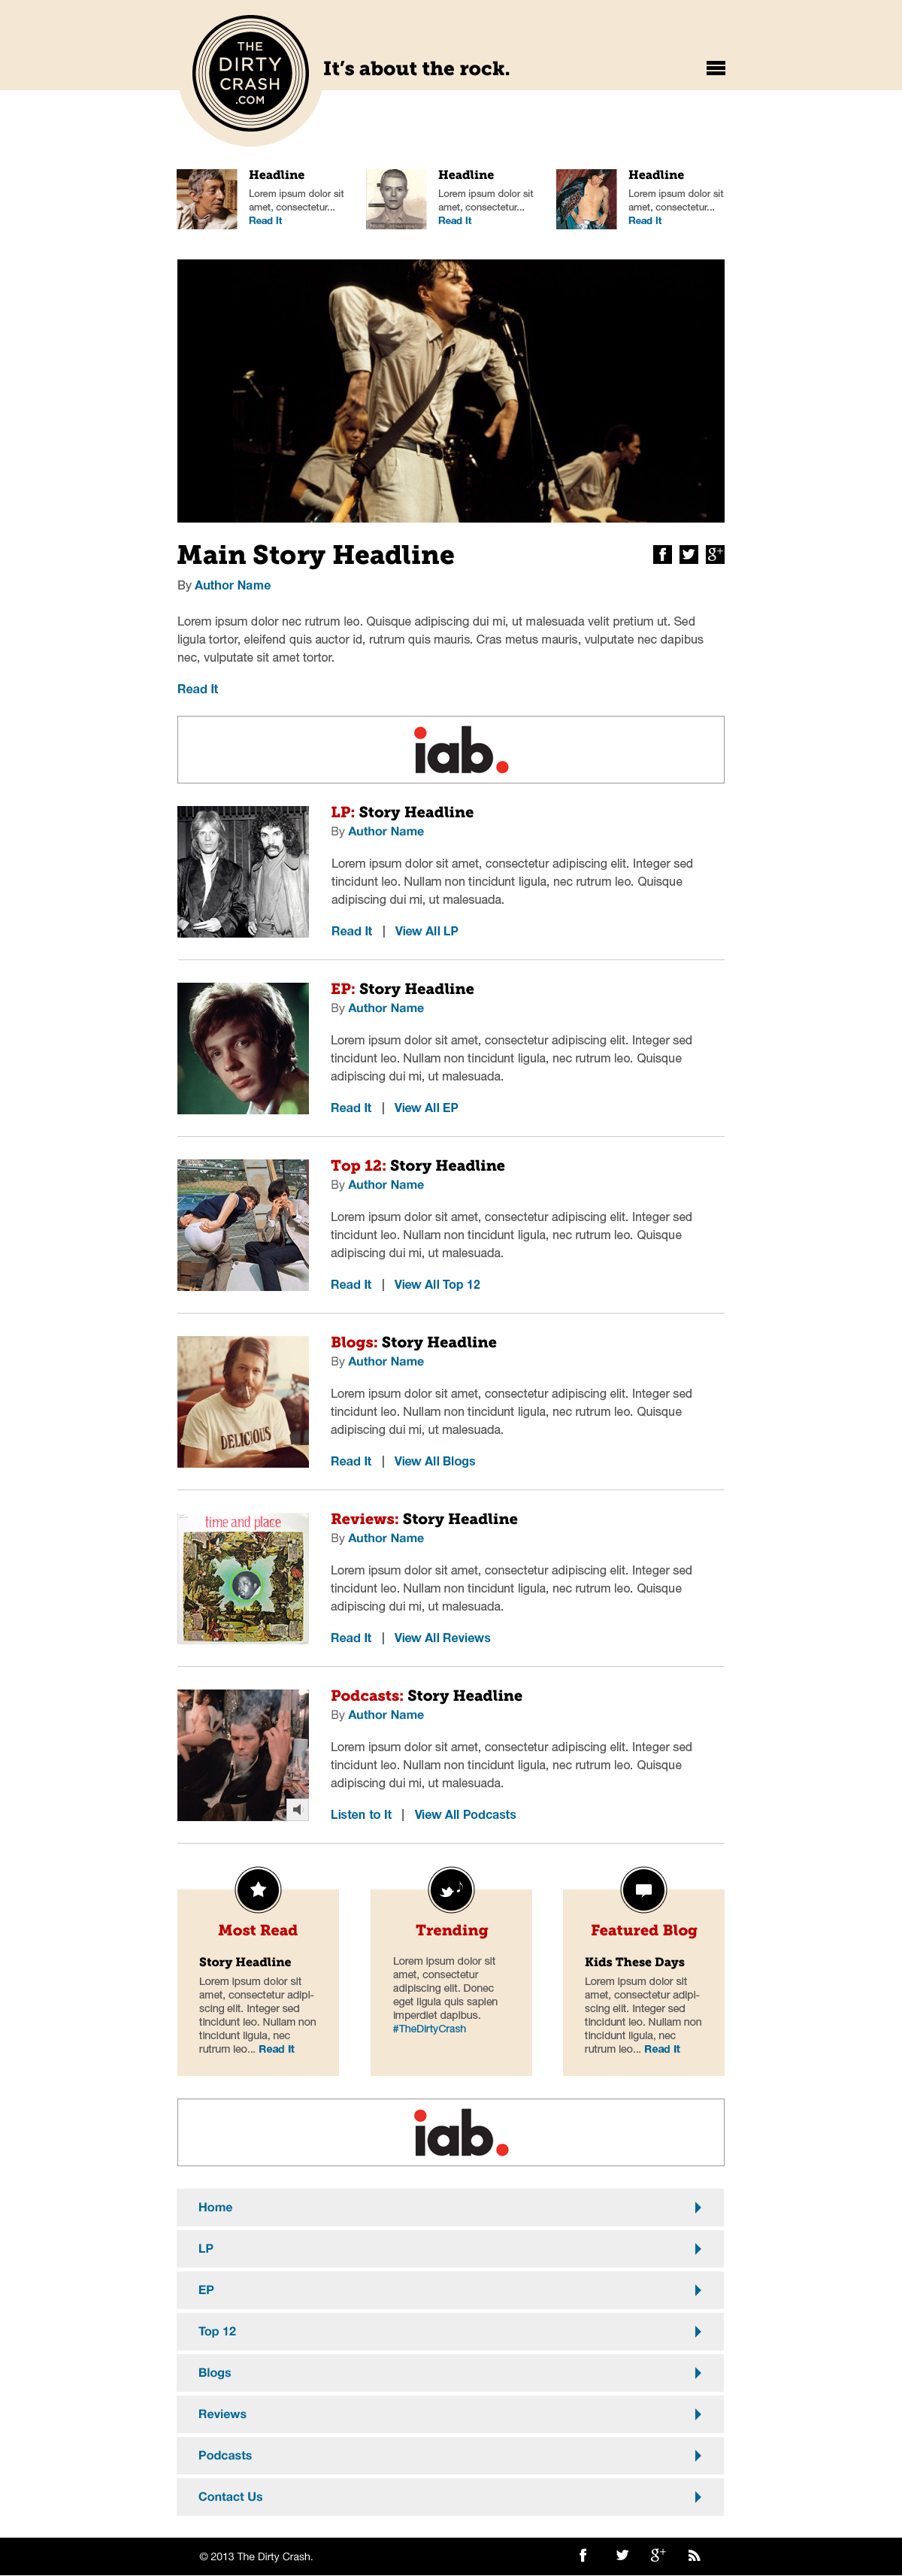 THE
DIRTY
CRASH
.COM
It's about the rock.
Headline
Lorem ipsum dolor sit
amet, consectetur...
Read It
Headline
Lorem ipsum dolor sit
amet, consectetur...
Read It
Headline
Lorem ipsum dolor sit
amet, consectetur...
Read It
Main Story Headline
By Author Name
Lorem ipsum dolor nec rutrum leo. Quisque adipiscing dui mi, ut malesuada velit pretium ut. Sed
ligula tortor, eleifend quis auctor id, rutrum quis mauris. Cras metus mauris, vulputate nec dapibus
nec, vulputate sit amet tortor.
Read It
iab.
LP: Story Headline
By Author Name
Lorem ipsum dolor sit amet, consectetur adipiscing elit. Integer sed
tincidunt leo. Nullam non tincidunt ligula, nec rutrum leo. Quisque
adipiscing dui mi, ut malesuada.
Read It | View All LP
EP: Story Headline
By Author Name
Lorem ipsum dolor sit amet, consectetur adipiscing elit. Integer sed
tincidunt leo. Nullam non tincidunt ligula, nec rutrum leo. Quisque
adipiscing dui mi, ut malesuada.
Read It | View All EP
Top 12: Story Headline
By Author Name
Lorem ipsum dolor sit amet, consectetur adipiscing elit. Integer sed
tincidunt leo. Nullam non tincidunt ligula, nec rutrum leo. Quisque
adipiscing dui mi, ut malesuada.
Read It | View All Top 12
Blogs: Story Headline
By Author Name
Lorem ipsum dolor sit amet, consectetur adipiscing elit. Integer sed
tincidunt leo. Nullam non tincidunt ligula, nec rutrum leo. Quisque
adipiscing dui mi, ut malesuada.
Read It | View All Blogs
DELICIOUS
time and place
Reviews: Story Headline
By Author Name
Lorem ipsum dolor sit amet, consectetur adipiscing elit. Integer sed
tincidunt leo. Nullam non tincidunt ligula, nec rutrum leo. Quisque
adipiscing dui mi, ut malesuada.
Read It | View All Reviews
Podcasts: Story Headline
By Author Name
Lorem ipsum dolor sit amet, consectetur adipiscing elit. Integer sed
tincidunt leo. Nullam non tincidunt ligula, nec rutrum leo. Quisque
adipiscing dui mi, ut malesuada.
Listen to It | View All Podcasts
Most Read
Story Headline
Lorem ipsum dolor sit
amet, consectetur adipi-
scing elit. Integer sed
tincidunt leo. Nullam non
tincidunt ligula, nec
rutrum leo... Read It
Trending
Lorem ipsum dolor sit
amet, consectetur
adipiscing elit. Donec
eget ligula quis sapien
imperdiet dapibus.
#TheDirtyCrash
Featured Blog
Kids These Days
Lorem ipsum dolor sit
amet, consectetur adipi-
scing elit. Integer sed
tincidunt leo. Nullam non
tincidunt ligula, nec
rutrum leo... Read It
iab.
Home
LP
EP
Top 12
Blogs
Reviews
Podcasts
Contact Us
© 2013 The Dirty Crash.